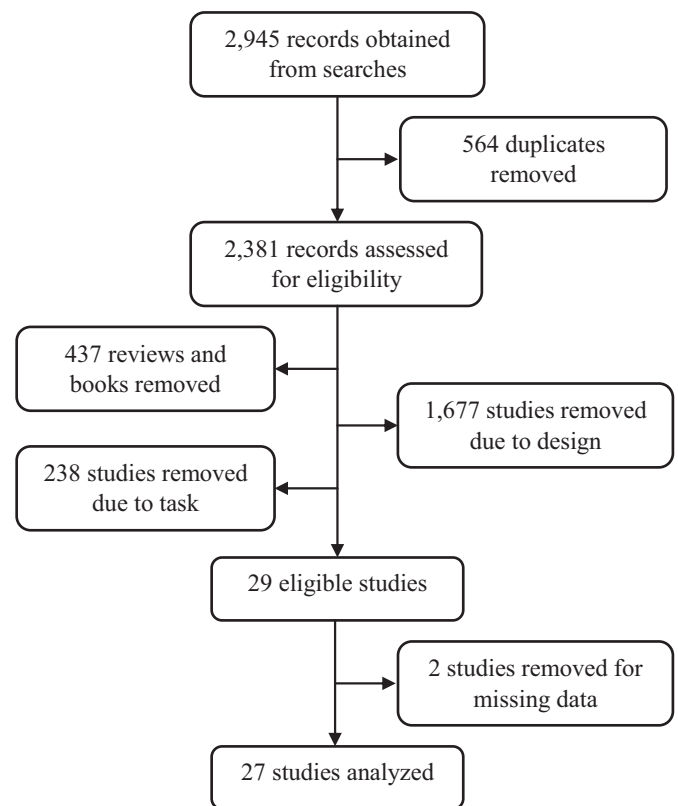 2,945 records obtained
from searches
564 duplicates
removed
2,381 records assessed
for eligibility
437 reviews and
books removed
1,677 studies removed
due to design
238 studies removed
due to task
29 eligible studies
2 studies removed for
missing data
27 studies analyzed